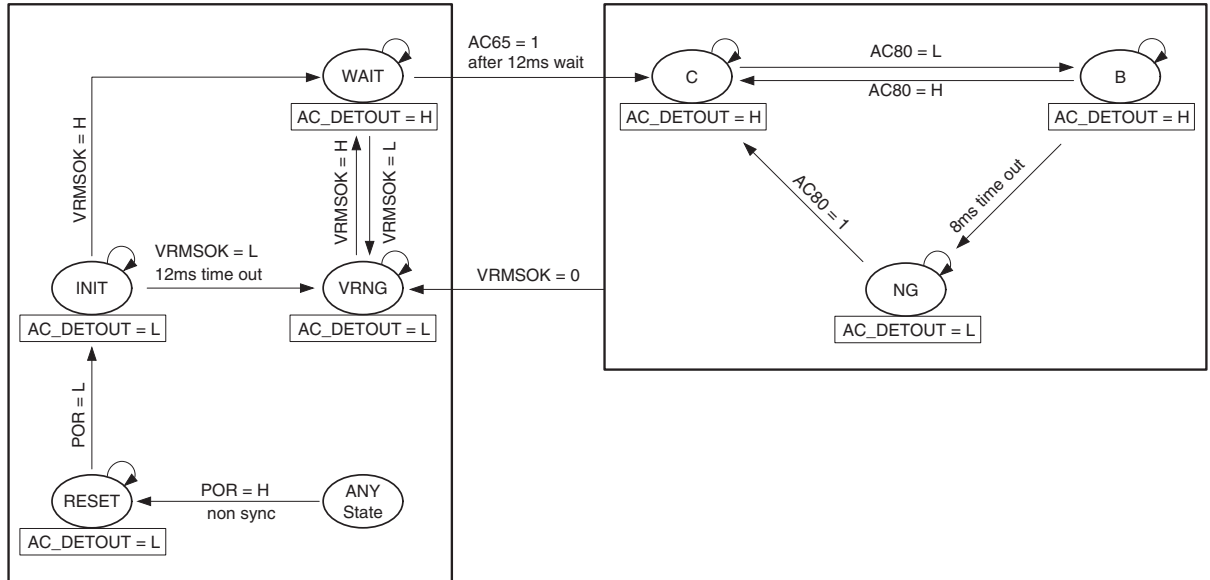 WAIT
AC_DETOUT = H
AC65 = 1
after 12ms wait
C
AC_DETOUT = H
AC80 = L
AC80 = H
B
AC_DETOUT = H
VRMSOK = H
VRMSOK = H
VRMSOK = L
AC80 = 1
8ms time out
INIT
AC_DETOUT = L
VRMSOK = L
12ms time out
VRNG
AC_DETOUT = L
VRMSOK = 0
NG
AC_DETOUT = L
POR = L
RESET
AC_DETOUT = L
POR = H
non sync
ANY
State